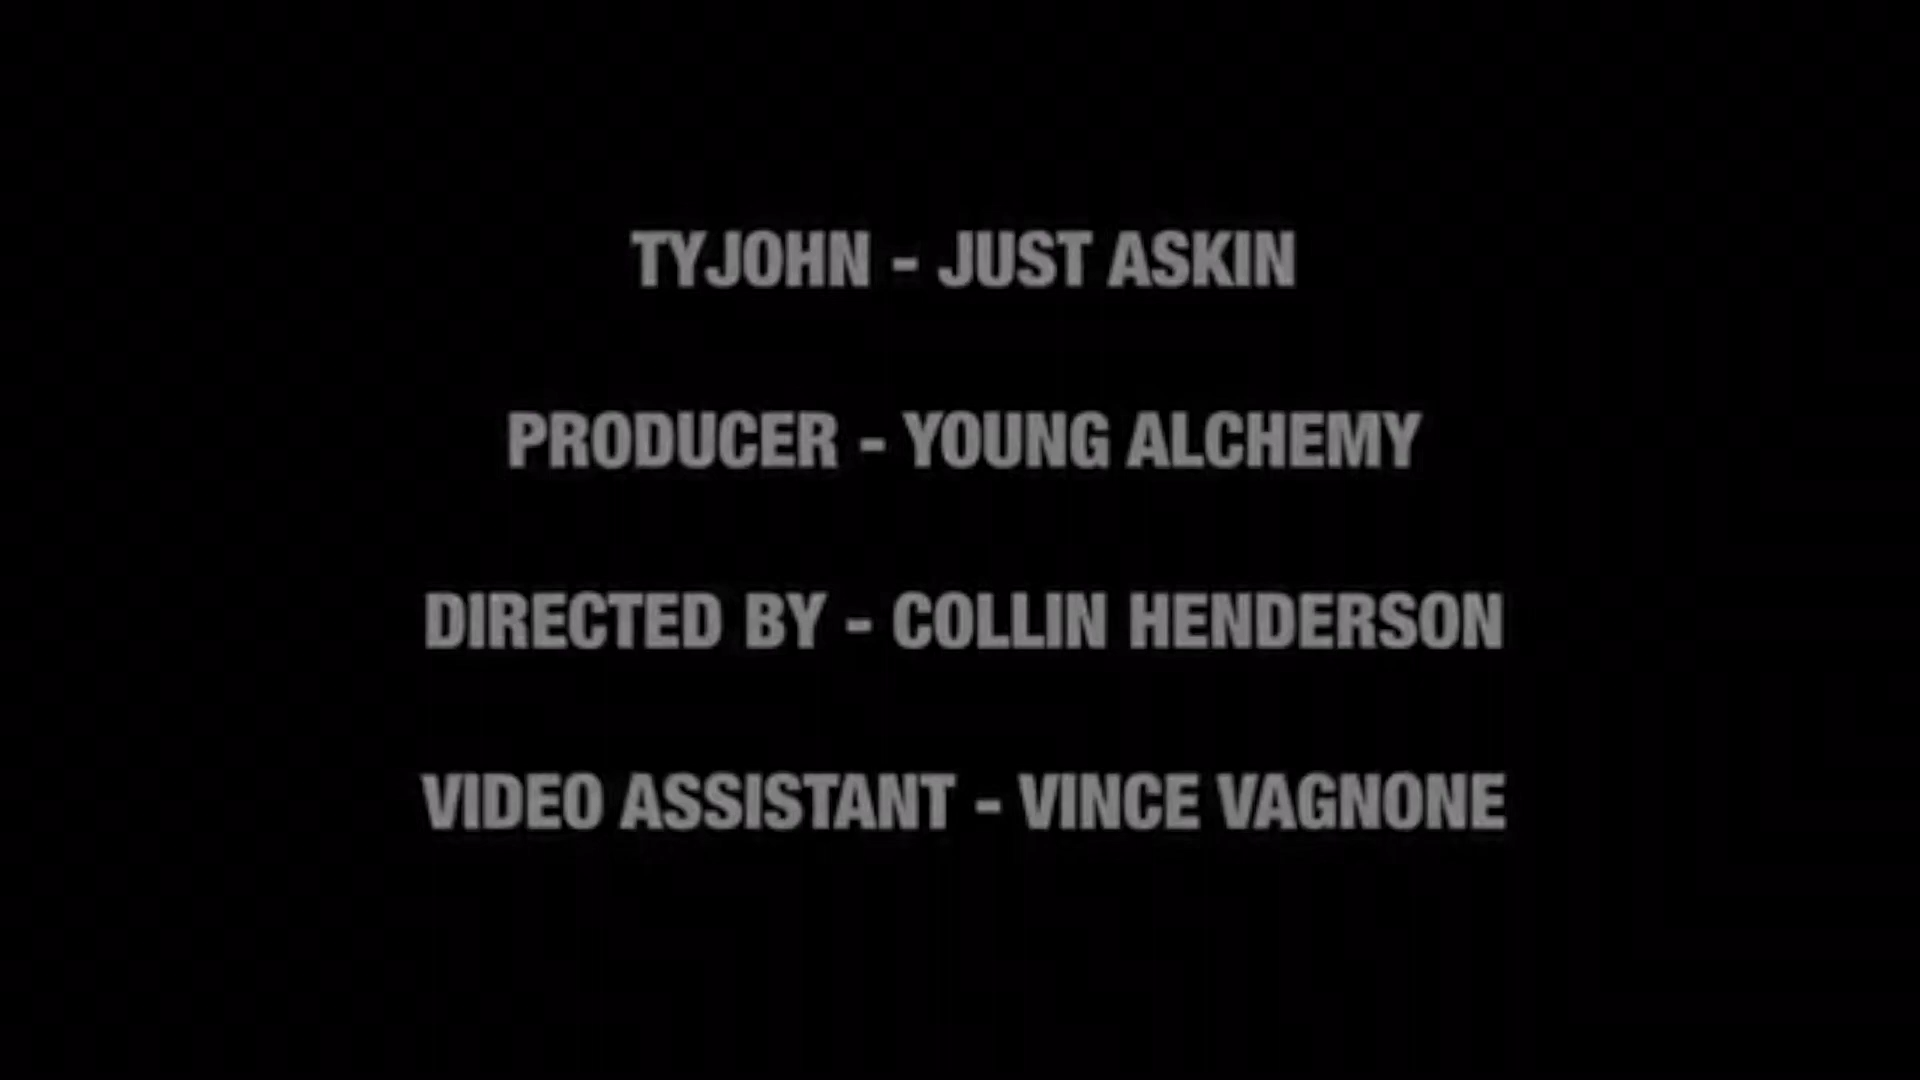 TYJOHN - JUST ASKIN
PRODUCER - YOUNG ALCHEMY
DIRECTED BY - COLLIN HENDERSON
VIDEO ASSISTANT - VINCE VAGNONE